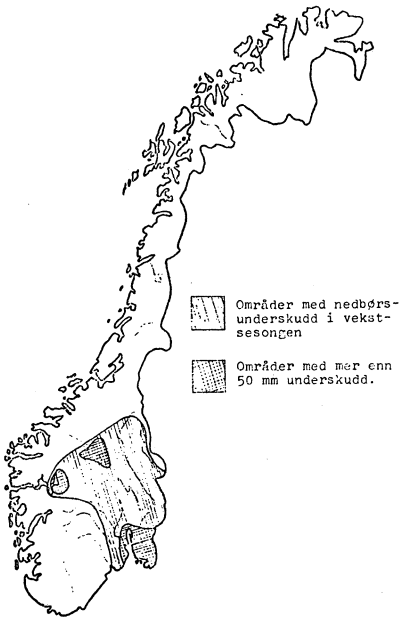 Områder med nedbørs-
underskudd i vekst-
sesongen
Områder med mer enn
50 mm underskudd.